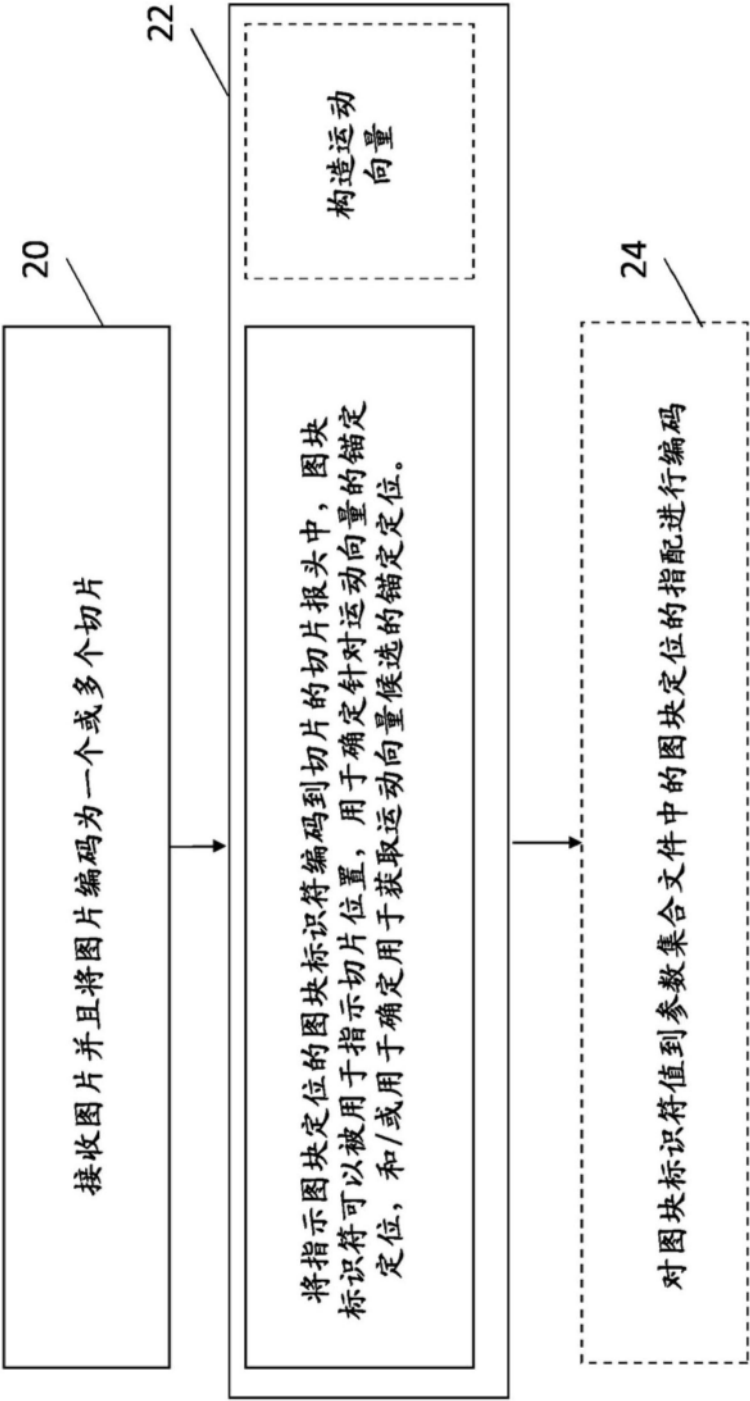 20
接收图片并且将图片编码为一个或多个切片
22
将指示图块定位的图块标识符编码到切片的切片报头中，图块
标识符可以被用于指示切片位置，用于确定针对运动向量的锚定
定位，和/或用于确定用于获取运动向量候选的锚定定位。
构造运动
向量
24
对图块标识符值到参数集合文件中的图块定位的指配进行编码